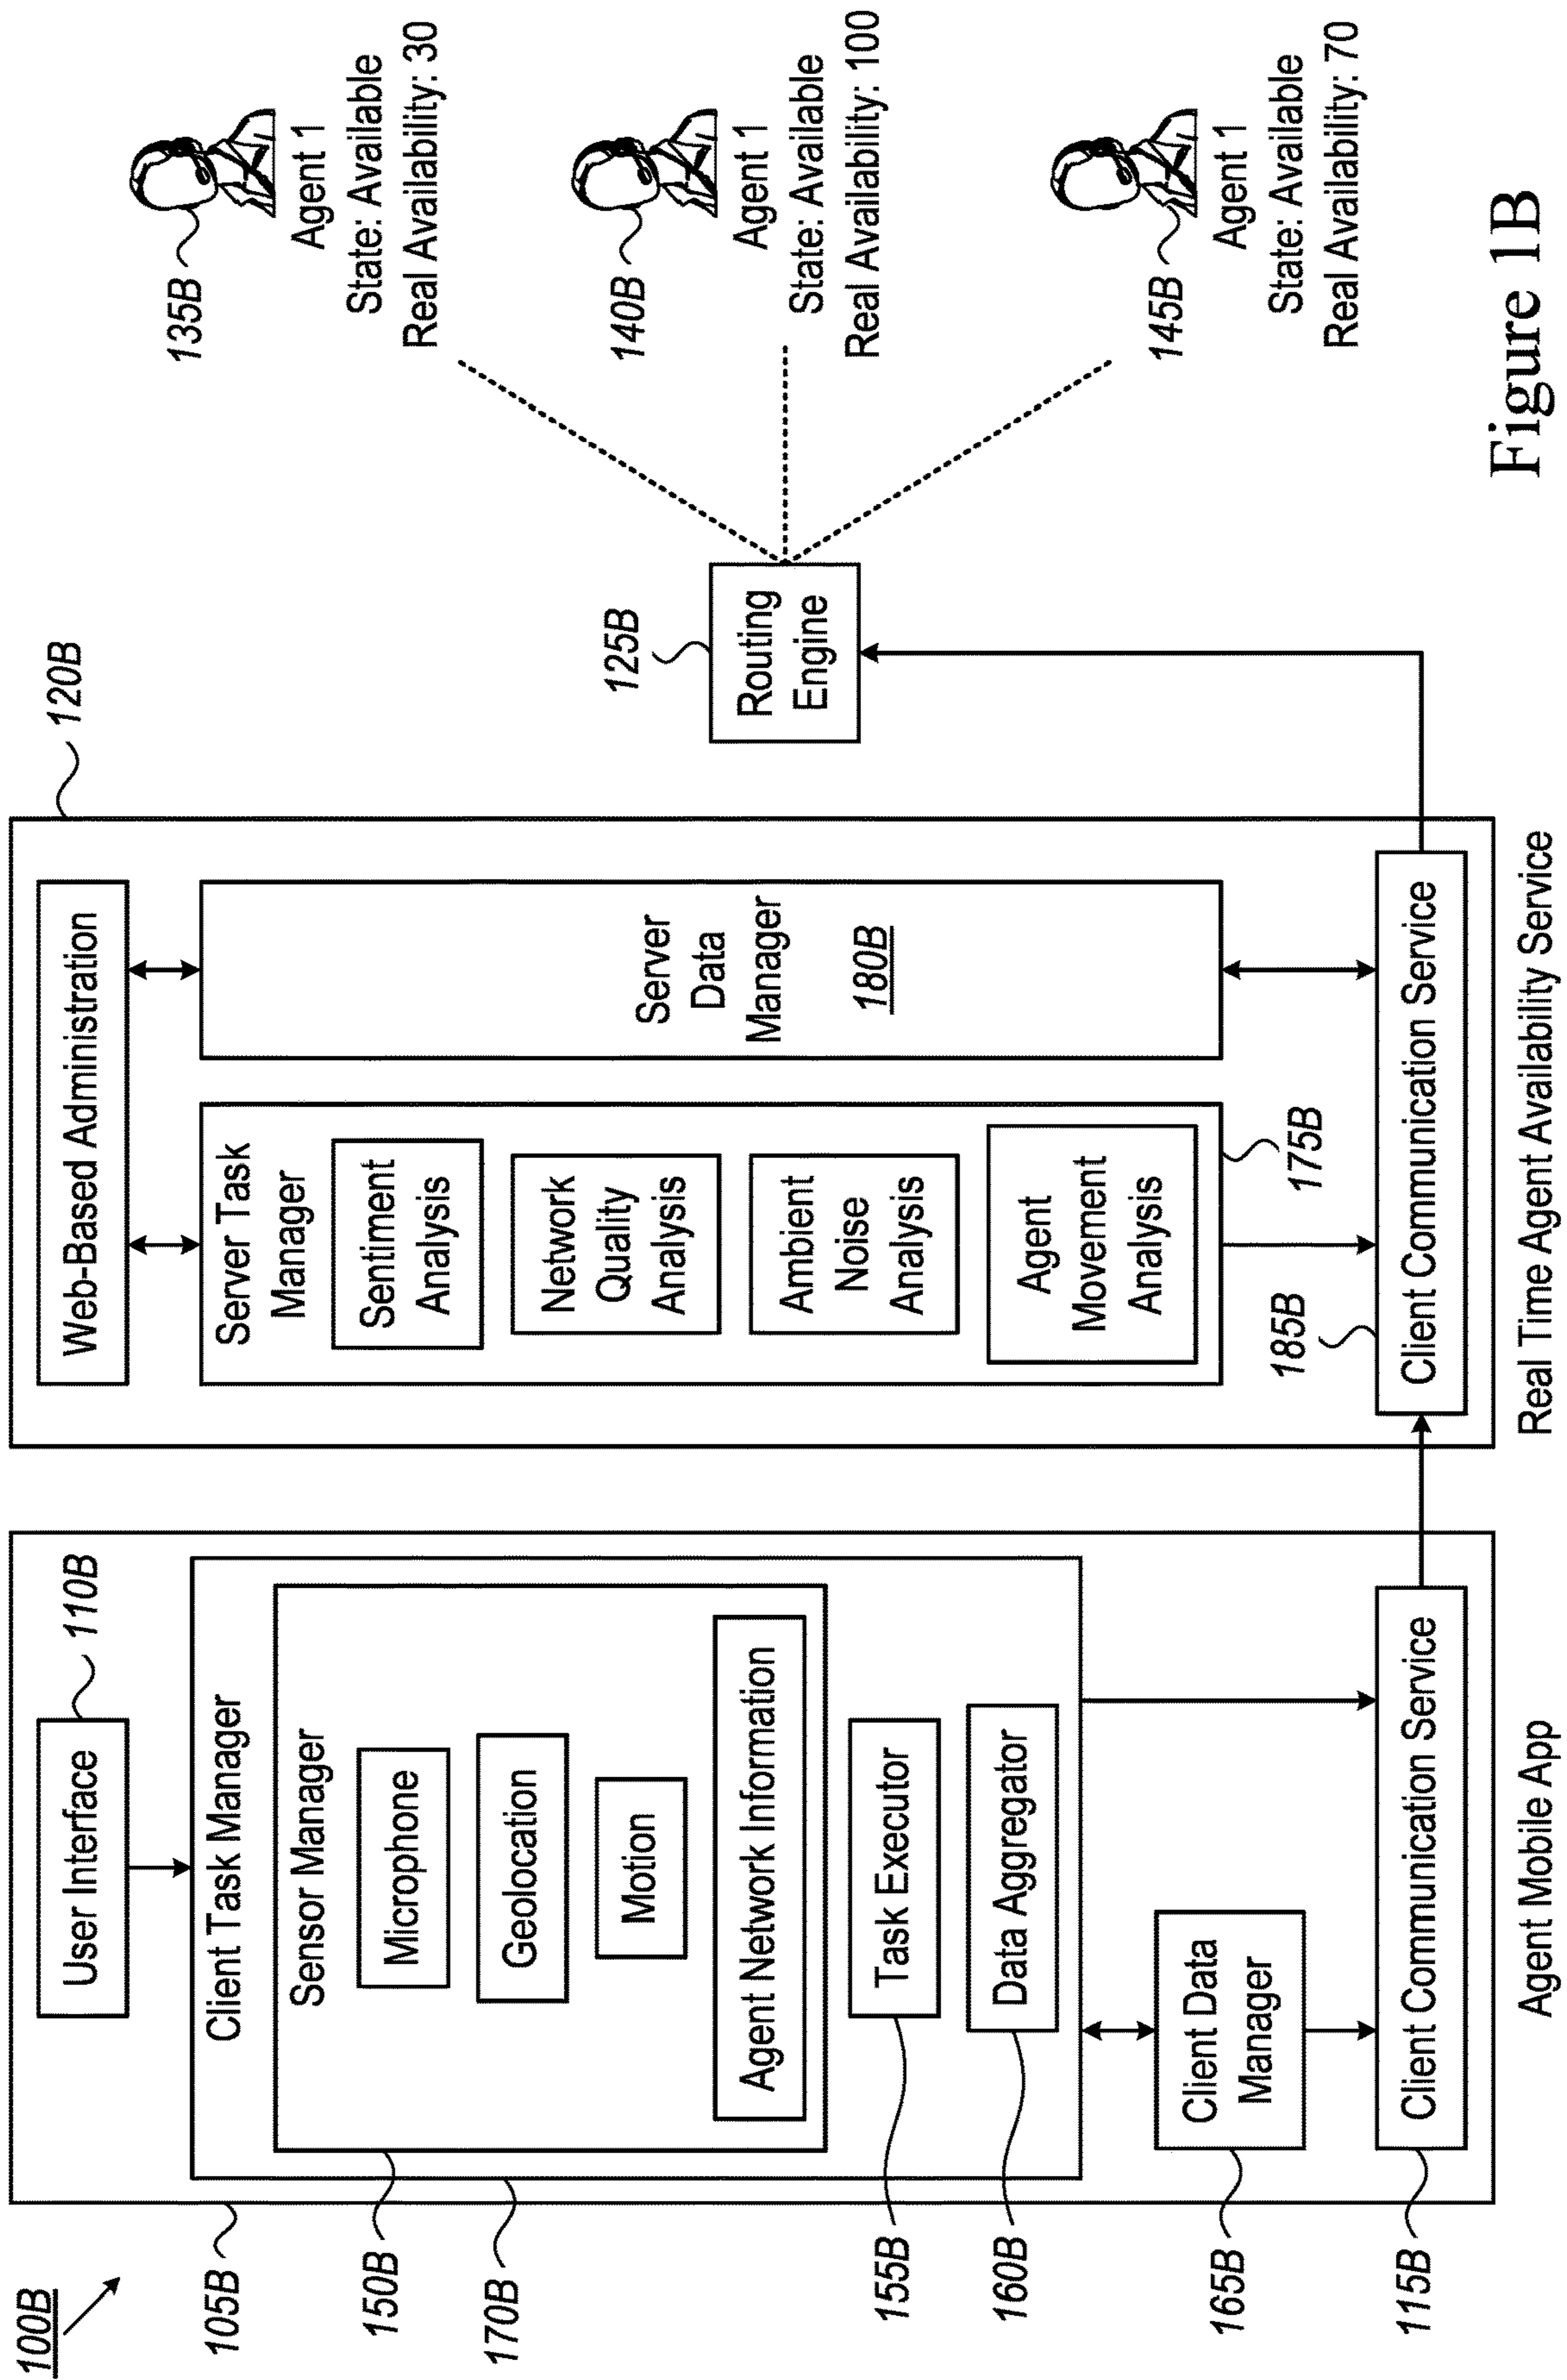 100B
105B
User Interface
110B
Client Task Manager
Sensor Manager
Microphone
Geolocation
Motion
Agent Network Information
150B
170B
Task Executor
155B
Data Aggregator
160B
Client Data
Manager
165B
Client Communication Service
115B
Agent Mobile App
120B
Web-Based Administration
Server Task
Manager
Sentiment
Analysis
Network
Quality
Analysis
Ambient
Noise
Analysis
Agent
Movement
Analysis
175B
Server
Data
Manager
180B
185B
Client Communication Service
Real Time Agent Availability Service
125B
Routing
Engine
135B
Agent 1
State: Available
Real Availability: 30
140B
Agent 1
State: Available
Real Availability: 100
145B
Agent 1
State: Available
Real Availability: 70
Figure 1B